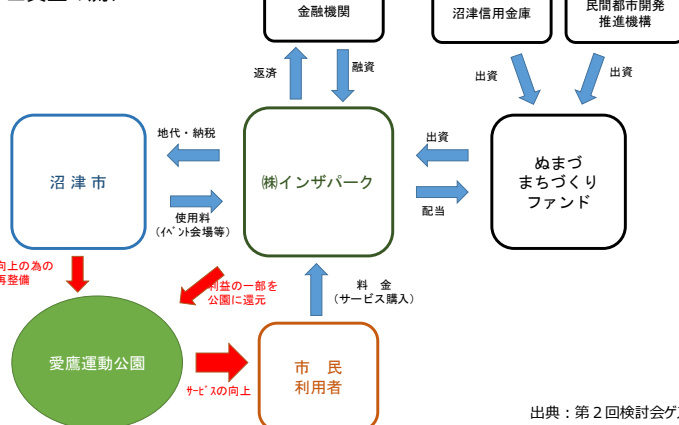 金融機関
沼津信用金庫
民間都市開発
推進機構
返済
融資
出資
出資
地代・納税
出資
沼 津 市
㈱インザパーク
ぬまづ
まちづくり
ファンド
使用料
（ｲﾍﾞﾝﾄ会場等）
配当
向上の為の
再整備
利益の一部を
公園に還元
料　金
（サービス購入）
愛鷹運動公園
市　民
利用者
ｻｰﾋﾞｽの向上
出典：第２回検討会ゲス